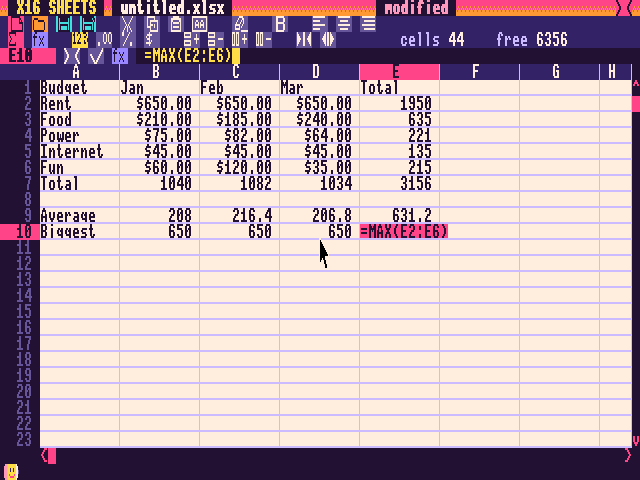 X16 SHEETS untitled.xlsx modified
B
Σ fx 123 .00 % $ cells 44 free 6356
E10 fx =MAX(E2:E6)
A B C D E F G H
1 Budget Jan Feb Mar Total
2 Rent $650.00 $650.00 $650.00 1950
3 Food $210.00 $185.00 $240.00 635
4 Power $75.00 $82.00 $64.00 221
5 Internet $45.00 $45.00 $45.00 135
6 Fun $60.00 $120.00 $35.00 215
7 Total 1040 1082 1034 3156
8
9 Average 208 216.4 206.8 631.2
10 Biggest 650 650 650 =MAX(E2:E6)
11
12
13
14
15
16
17
18
19
20
21
22
23